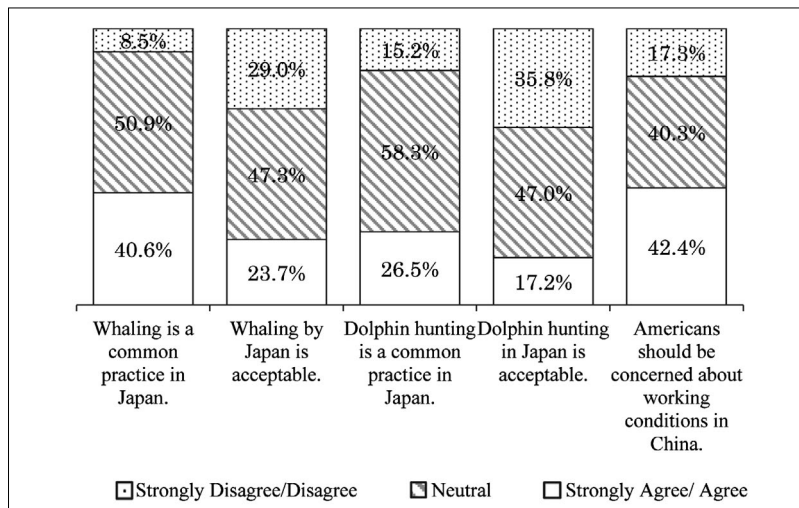 8.5%
29.0%
15.2%
35.8%
17.3%
50.9%
47.3%
58.3%
47.0%
40.3%
40.6%
23.7%
26.5%
17.2%
42.4%
Whaling is a
common
practice in
Japan.
Whaling by
Japan is
acceptable.
Dolphin hunting
is a common
practice in
Japan.
Dolphin hunting
in Japan is
acceptable.
Americans
should be
concerned about
working
conditions in
China.
Strongly Disagree/Disagree
Neutral
Strongly Agree/ Agree